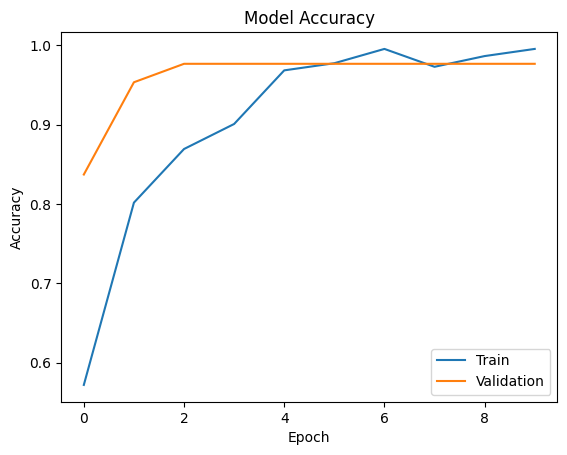 Model Accuracy
1.0
0.9
0.8
0.7
0.6
Accuracy
0 2 4 6 8
Epoch
Train
Validation